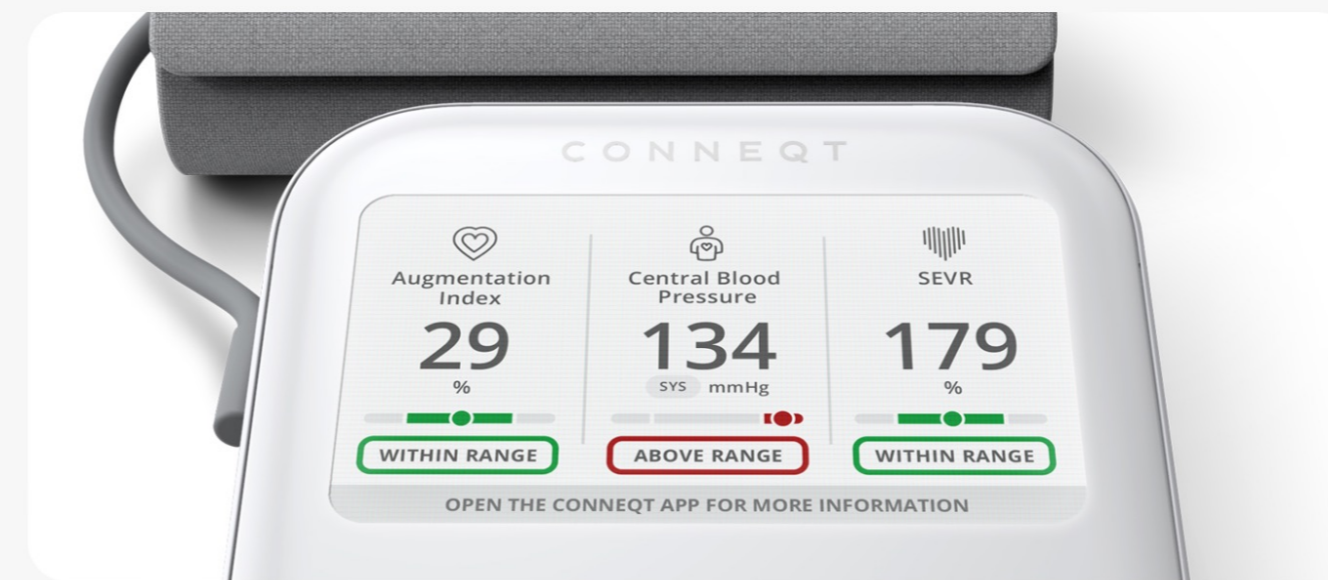 CONNEQT
Augmentation
Index
29
%
WITHIN RANGE
Central Blood
Pressure
134
SYS mmHg
ABOVE RANGE
SEVR
179
%
WITHIN RANGE
OPEN THE CONNEQT APP FOR MORE INFORMATION